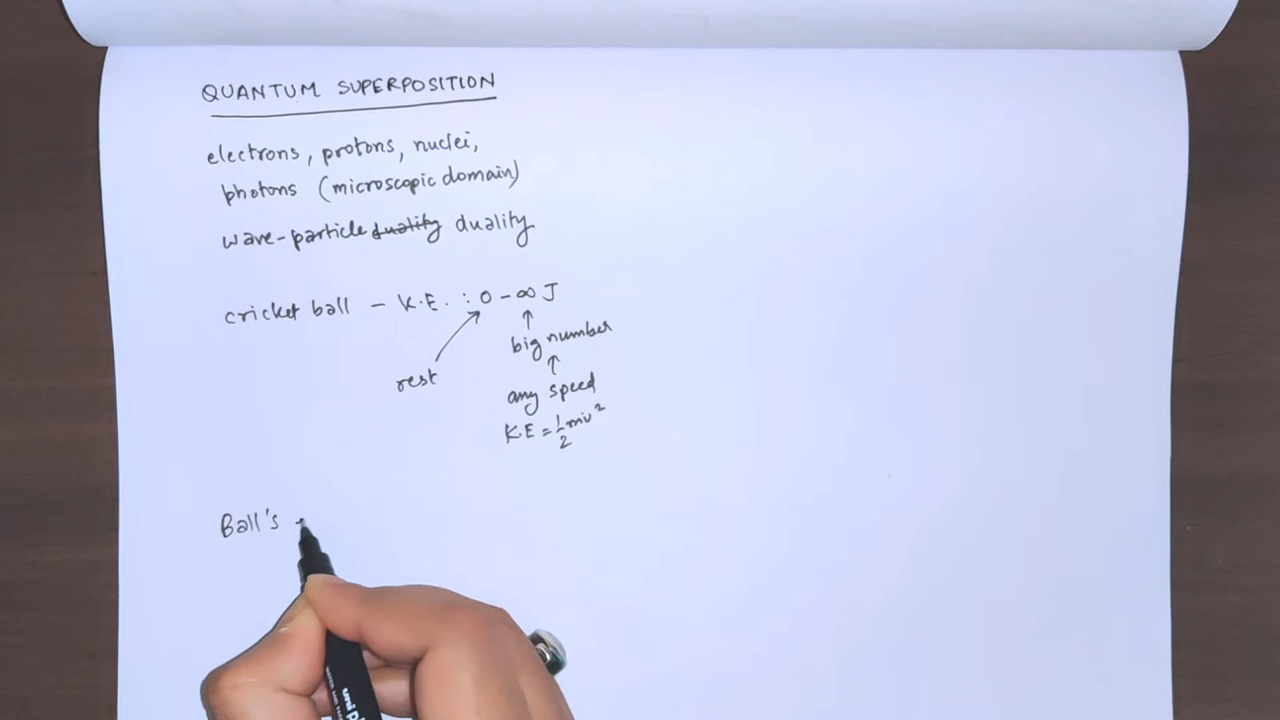 QUANTUM SUPERPOSITION
electrons, protons, nuclei,
photons (microscopic domain)
wave-particle duality duality
cricket ball – K.E. : 0 – ∞ J
big number
rest
any speed
K.E = 1/2 mv²
Ball's
uni